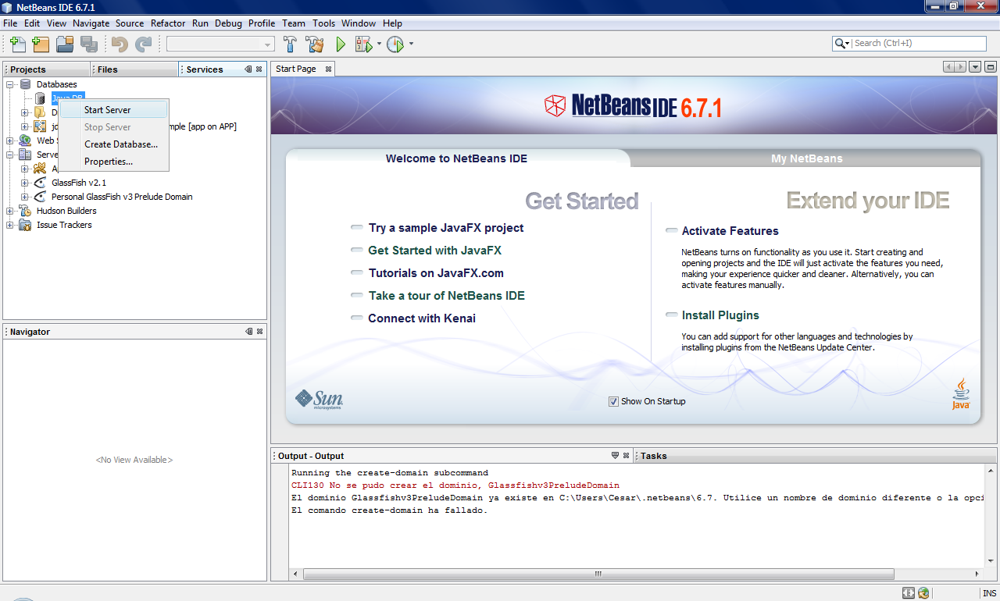 NetBeans IDE 6.7.1
File Edit View Navigate Source Refactor Run Debug Profile Team Tools Window Help
Search (Ctrl+I)
Projects
Files
Services
Databases
Java DB
Start Server
Stop Server
Create Database...
Properties...
mple [app on APP]
Web
GlassFish v2.1
Personal GlassFish v3 Prelude Domain
Hudson Builders
Issue Trackers
Navigator
<No View Available>
Start Page
NetBeans IDE 6.7.1
Welcome to NetBeans IDE
My NetBeans
Get Started
Try a sample JavaFX project
Get Started with JavaFX
Tutorials on JavaFX.com
Take a tour of NetBeans IDE
Connect with Kenai
Extend your IDE
Activate Features
NetBeans turns on functionality as you use it. Start creating and
opening projects and the IDE will just activate the features you need,
making your experience quicker and cleaner. Alternatively, you can
activate features manually.
Install Plugins
You can add support for other languages and technologies by
installing plugins from the NetBeans Update Center.
Sun
microsystems
Show On Startup
Java
Output - Output
Tasks
Running the create-domain subcommand
CLI130 No se pudo crear el dominio, Glassfishv3PreludeDomain
El dominio Glassfishv3PreludeDomain ya existe en C:\Users\Cesar\.netbeans\6.7. Utilice un nombre de dominio diferente o la opci
El comando create-domain ha fallado.
INS